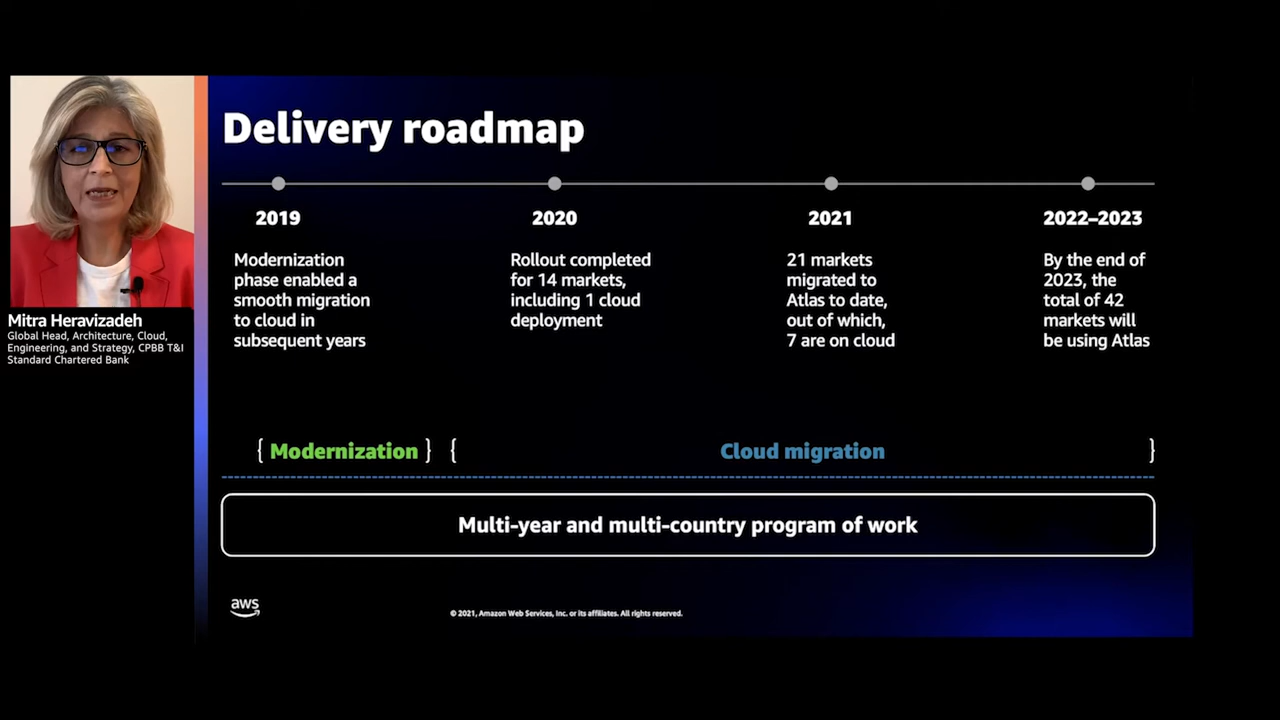 Delivery roadmap
2019
2020
2021
2022–2023
Modernization
phase enabled a
smooth migration
to cloud in
subsequent years
Rollout completed
for 14 markets,
including 1 cloud
deployment
21 markets
migrated to
Atlas to date,
out of which,
7 are on cloud
By the end of
2023, the
total of 42
markets will
be using Atlas
Mitra Heravizadeh
Global Head, Architecture, Cloud,
Engineering, and Strategy, CPBB T&I
Standard Chartered Bank
{ Modernization } { Cloud migration }
Multi-year and multi-country program of work
aws
© 2021, Amazon Web Services, Inc. or its affiliates. All rights reserved.